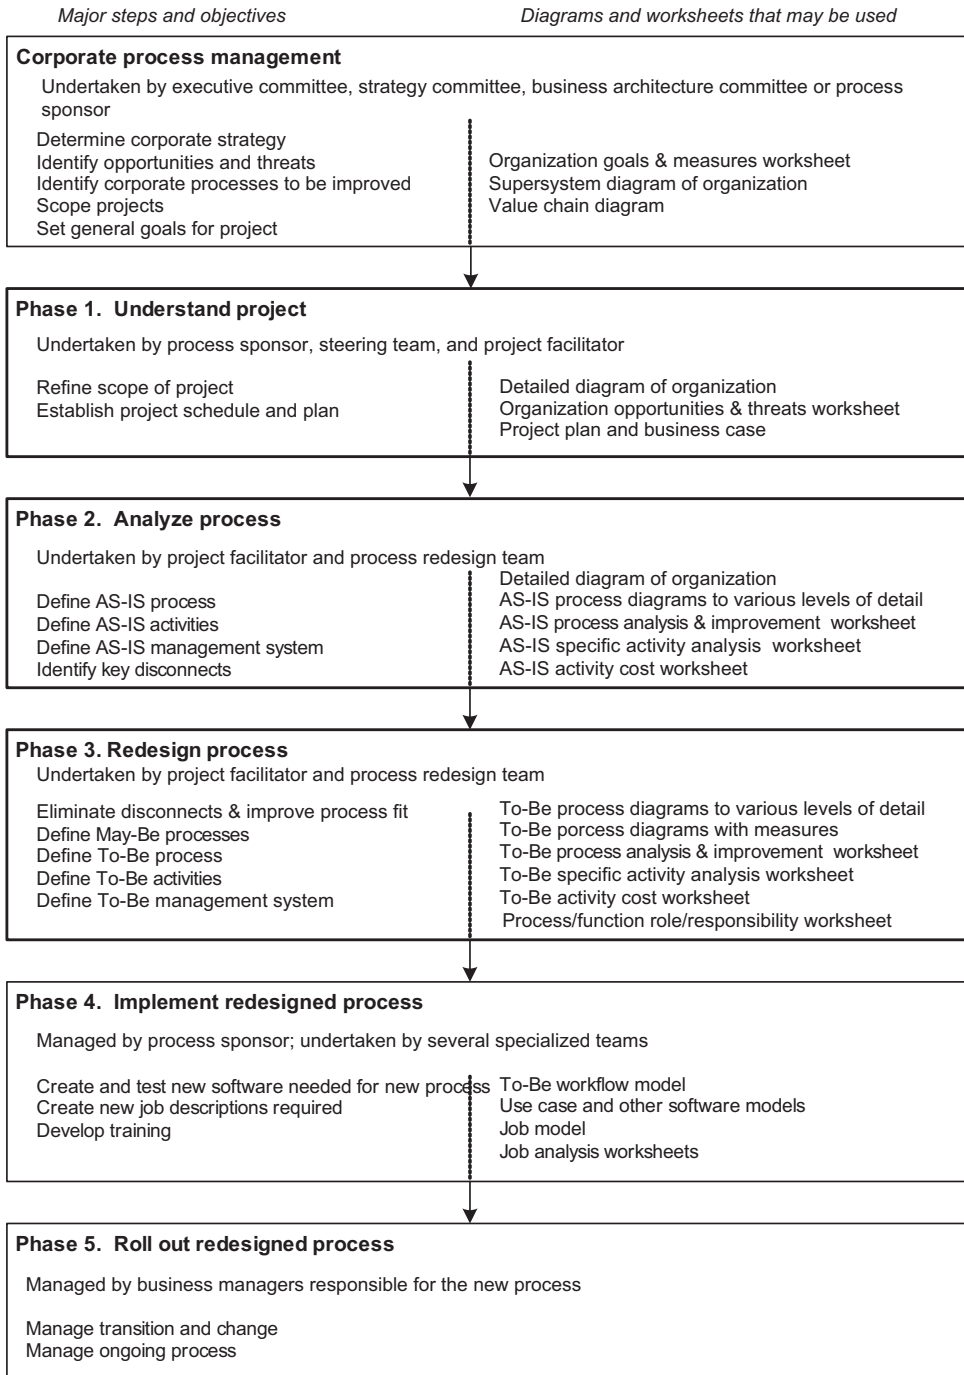 Major steps and objectives
Diagrams and worksheets that may be used
Corporate process management
Undertaken by executive committee, strategy committee, business architecture committee or process
sponsor
Determine corporate strategy
Identify opportunities and threats
Identify corporate processes to be improved
Scope projects
Set general goals for project
Organization goals & measures worksheet
Supersystem diagram of organization
Value chain diagram
Phase 1. Understand project
Undertaken by process sponsor, steering team, and project facilitator
Refine scope of project
Establish project schedule and plan
Detailed diagram of organization
Organization opportunities & threats worksheet
Project plan and business case
Phase 2. Analyze process
Undertaken by project facilitator and process redesign team
Define AS-IS process
Define AS-IS activities
Define AS-IS management system
Identify key disconnects
Detailed diagram of organization
AS-IS process diagrams to various levels of detail
AS-IS process analysis & improvement worksheet
AS-IS specific activity analysis worksheet
AS-IS activity cost worksheet
Phase 3. Redesign process
Undertaken by project facilitator and process redesign team
Eliminate disconnects & improve process fit
Define May-Be processes
Define To-Be process
Define To-Be activities
Define To-Be management system
To-Be process diagrams to various levels of detail
To-Be porcess diagrams with measures
To-Be process analysis & improvement worksheet
To-Be specific activity analysis worksheet
To-Be activity cost worksheet
Process/function role/responsibility worksheet
Phase 4. Implement redesigned process
Managed by process sponsor; undertaken by several specialized teams
Create and test new software needed for new process
Create new job descriptions required
Develop training
To-Be workflow model
Use case and other software models
Job model
Job analysis worksheets
Phase 5. Roll out redesigned process
Managed by business managers responsible for the new process
Manage transition and change
Manage ongoing process